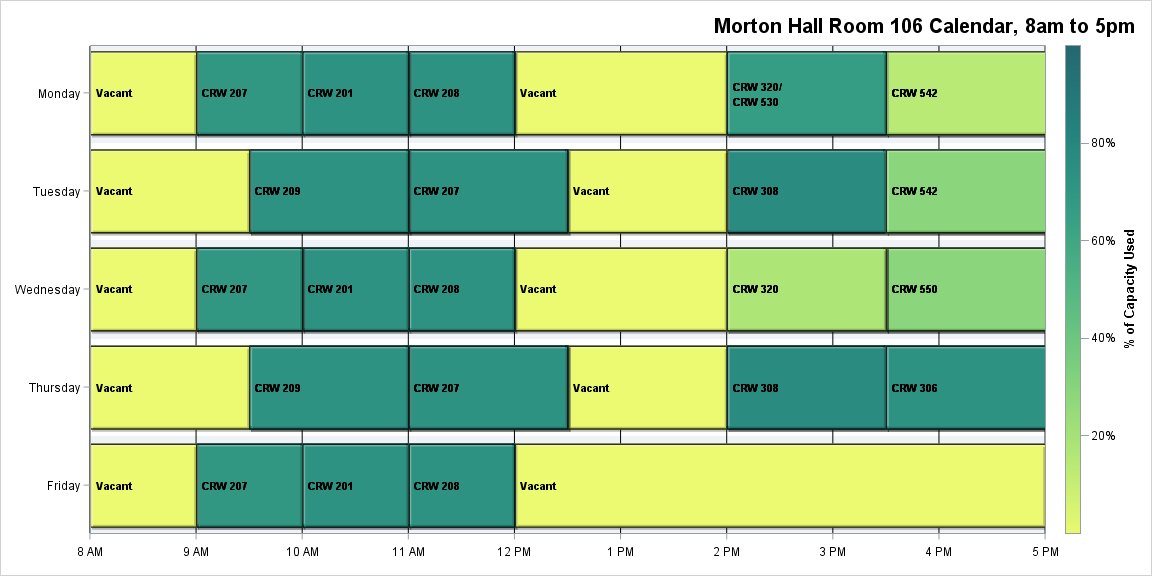 Morton Hall Room 106 Calendar, 8am to 5pm
Monday
Vacant
CRW 207
CRW 201
CRW 208
Vacant
CRW 320/
CRW 530
CRW 542
Tuesday
Vacant
CRW 209
CRW 207
Vacant
CRW 308
CRW 542
Wednesday
Vacant
CRW 207
CRW 201
CRW 208
Vacant
CRW 320
CRW 550
Thursday
Vacant
CRW 209
CRW 207
Vacant
CRW 308
CRW 306
Friday
Vacant
CRW 207
CRW 201
CRW 208
Vacant
8 AM
9 AM
10 AM
11 AM
12 PM
1 PM
2 PM
3 PM
4 PM
5 PM
80%
60%
40%
20%
% of Capacity Used